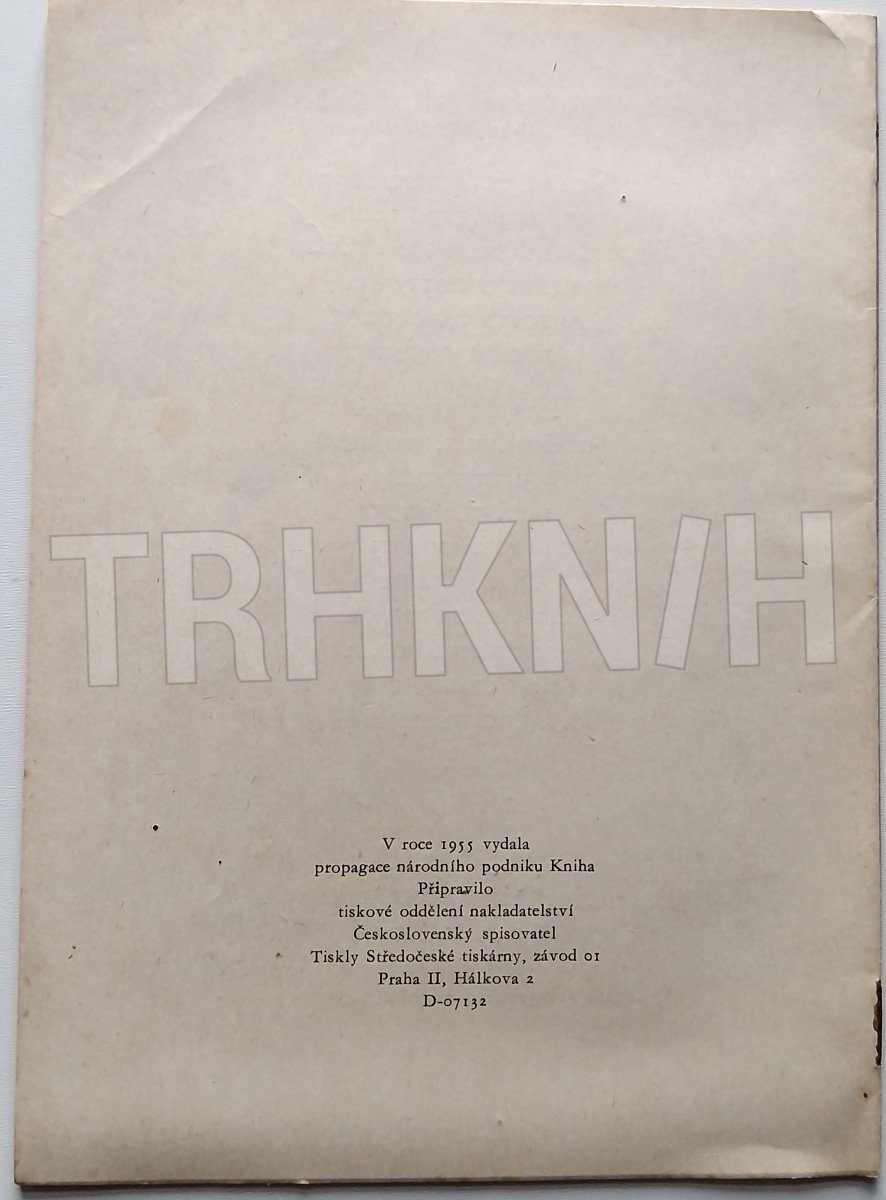 TRHKNIH
V roce 1955 vydala
propagace národního podniku Kniha
Připravilo
tiskové oddělení nakladatelství
Československý spisovatel
Tiskly Středočeské tiskárny, závod 01
Praha II, Hálkova 2
D-07132